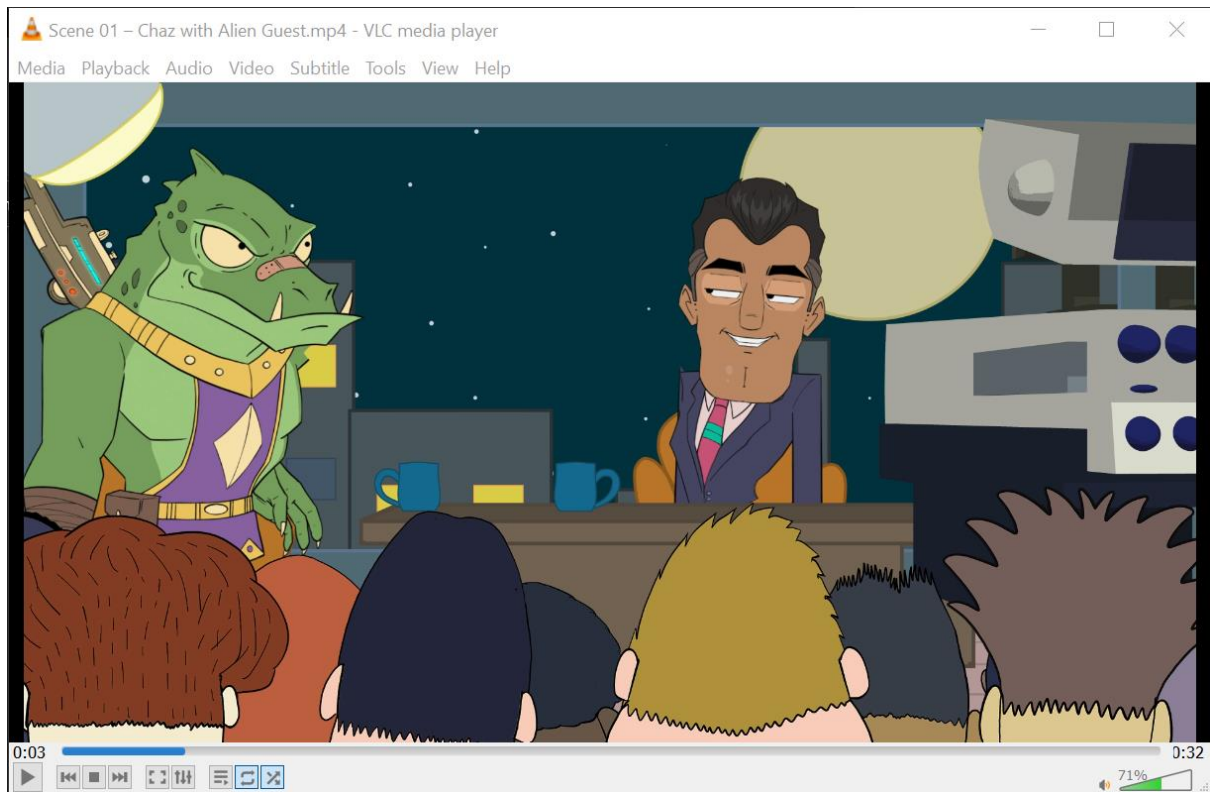 Scene 01 – Chaz with Alien Guest.mp4 - VLC media player
Media Playback Audio Video Subtitle Tools View Help
0:03
0:32
71%